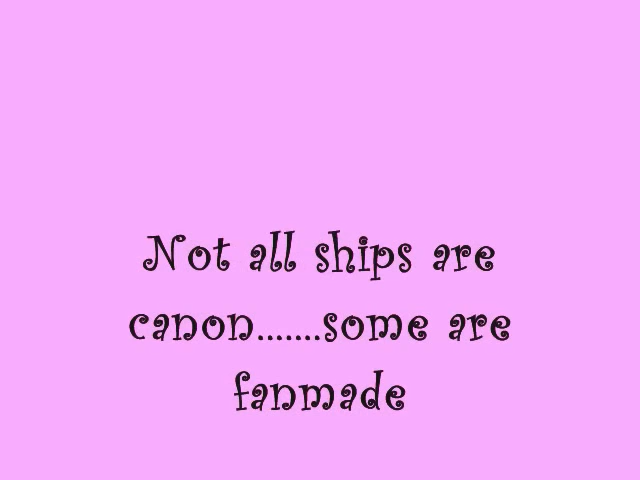 Not all ships are
canon.......some are
fanmade